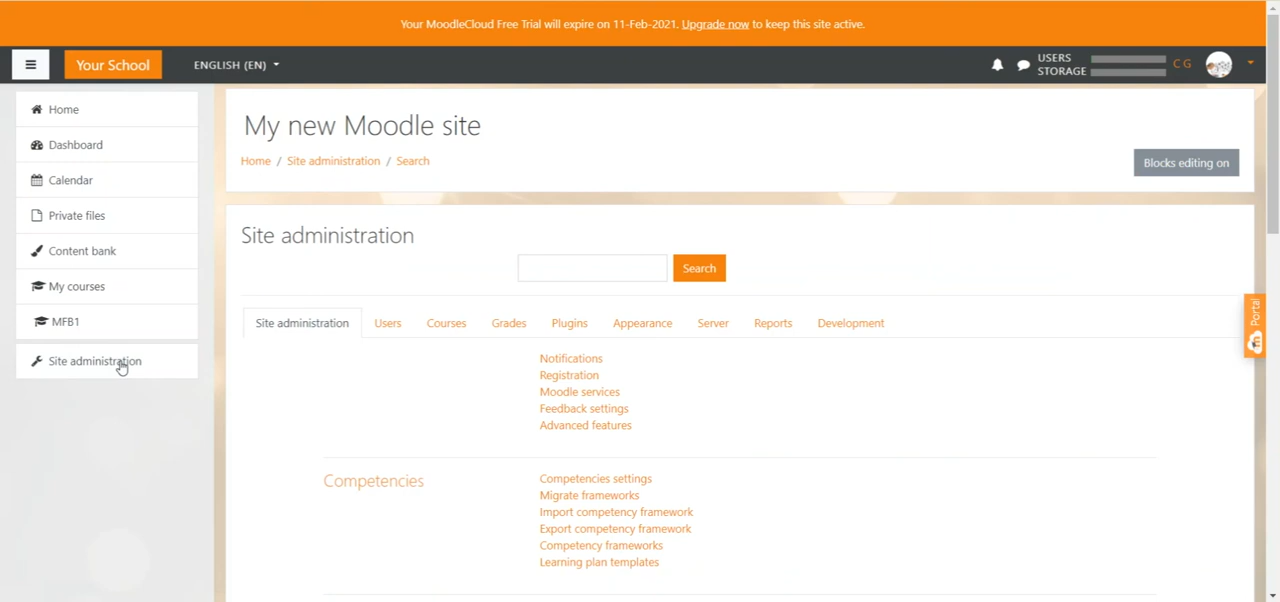 Your MoodleCloud Free Trial will expire on 11-Feb-2021. Upgrade now to keep this site active.
Your School
ENGLISH (EN)
USERS
STORAGE
C G
Home
Dashboard
Calendar
Private files
Content bank
My courses
MFB1
Site administration
My new Moodle site
Home / Site administration / Search
Blocks editing on
Site administration
Search
Site administration Users Courses Grades Plugins Appearance Server Reports Development
Notifications
Registration
Moodle services
Feedback settings
Advanced features
Competencies
Competencies settings
Migrate frameworks
Import competency framework
Export competency framework
Competency frameworks
Learning plan templates
Portal